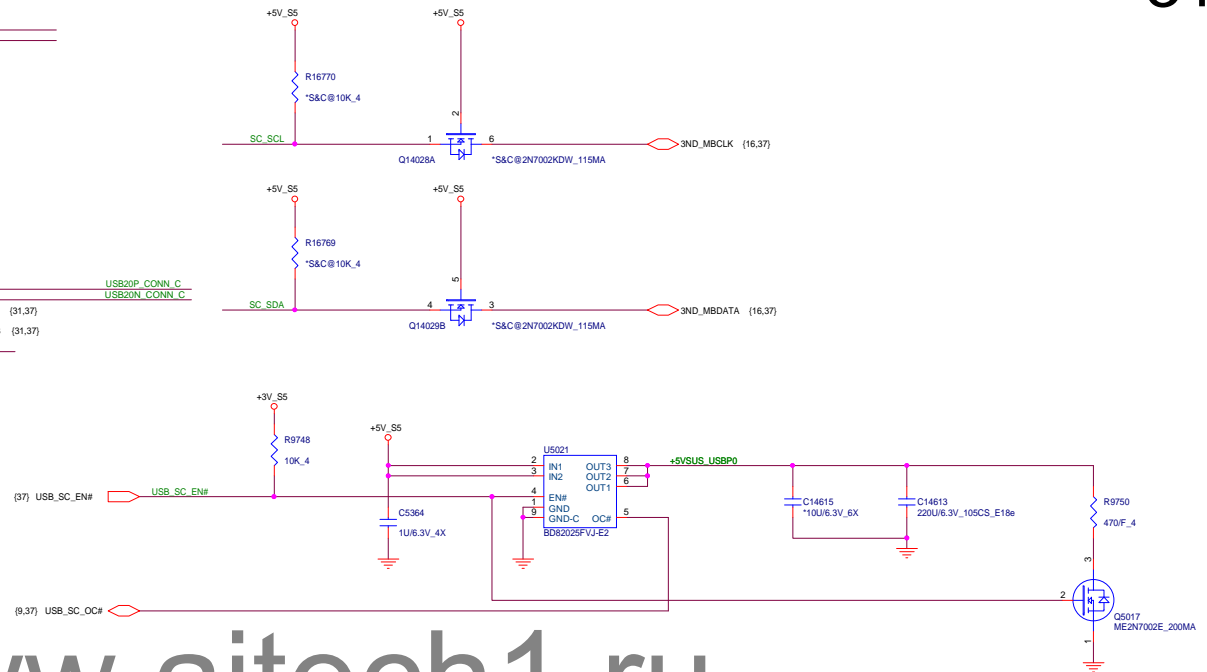 +5V_S5
+5V_S5
R16770
*S&C@10K_4
2
SC_SCL
1
6
3ND_MBCLK {16,37}
Q14028A
*S&C@2N7002KDW_115MA
+5V_S5
+5V_S5
R16769
*S&C@10K_4
5
USB20P_CONN_C
USB20N_CONN_C
SC_SDA
4
3
3ND_MBDATA {16,37}
{31,37}
{31,37}
Q14029B
*S&C@2N7002KDW_115MA
+3V_S5
+5V_S5
R9748
10K_4
U5021
2 IN1 OUT3 8
3 IN2 OUT2 7
OUT1 6
+5VSUS_USBP0
{37} USB_SC_EN#
USB_SC_EN#
4 EN#
1 GND
9 GND-C OC# 5
BD82025FVJ-E2
C5364
1U/6.3V_4X
C14615
*10U/6.3V_6X
C14613
220U/6.3V_105CS_E18e
R9750
470/F_4
3
2
Q5017
ME2N7002E_200MA
1
{9,37} USB_SC_OC#